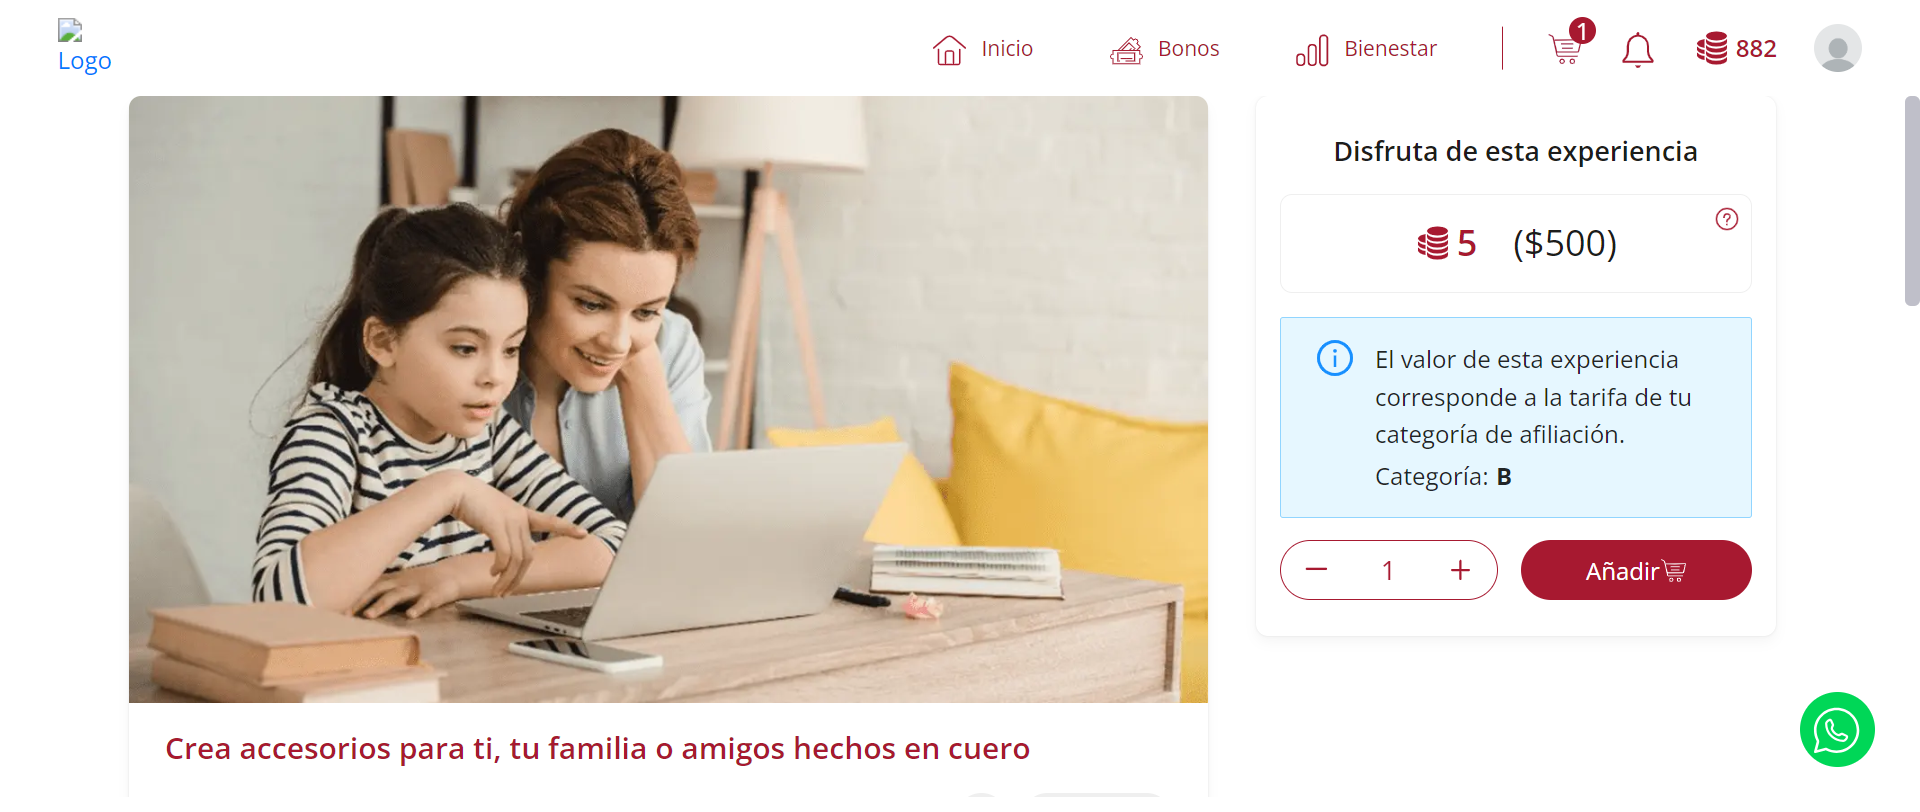 Logo
Inicio
Bonos
Bienestar
1
882
Disfruta de esta experiencia
5 ($500)
?
El valor de esta experiencia
corresponde a la tarifa de tu
categoría de afiliación.
Categoría: B
− 1 +
Añadir
Crea accesorios para ti, tu familia o amigos hechos en cuero